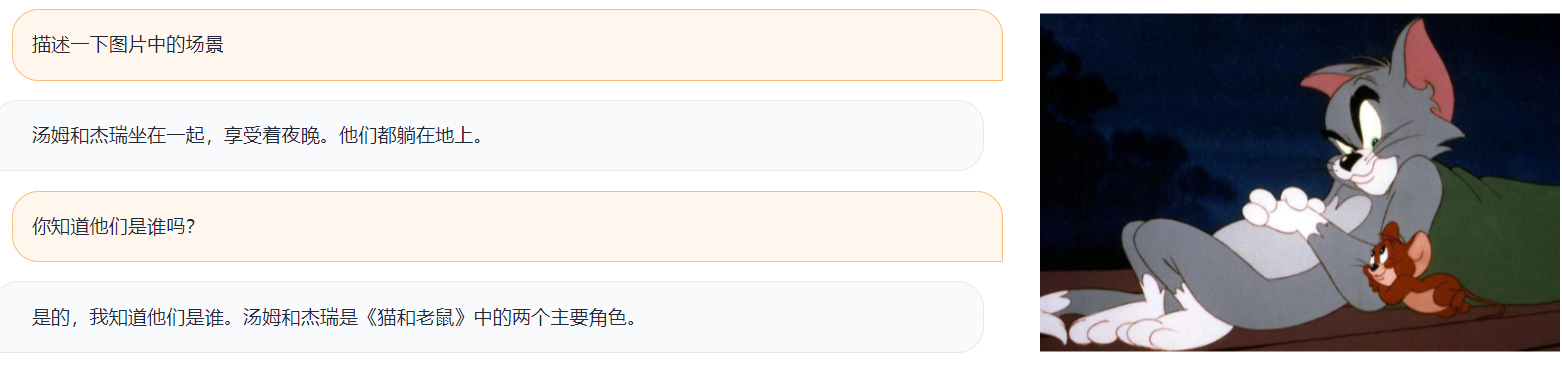 描述一下图片中的场景
汤姆和杰瑞坐在一起，享受着夜晚。他们都躺在地上。
你知道他们是谁吗？
是的，我知道他们是谁。汤姆和杰瑞是《猫和老鼠》中的两个主要角色。